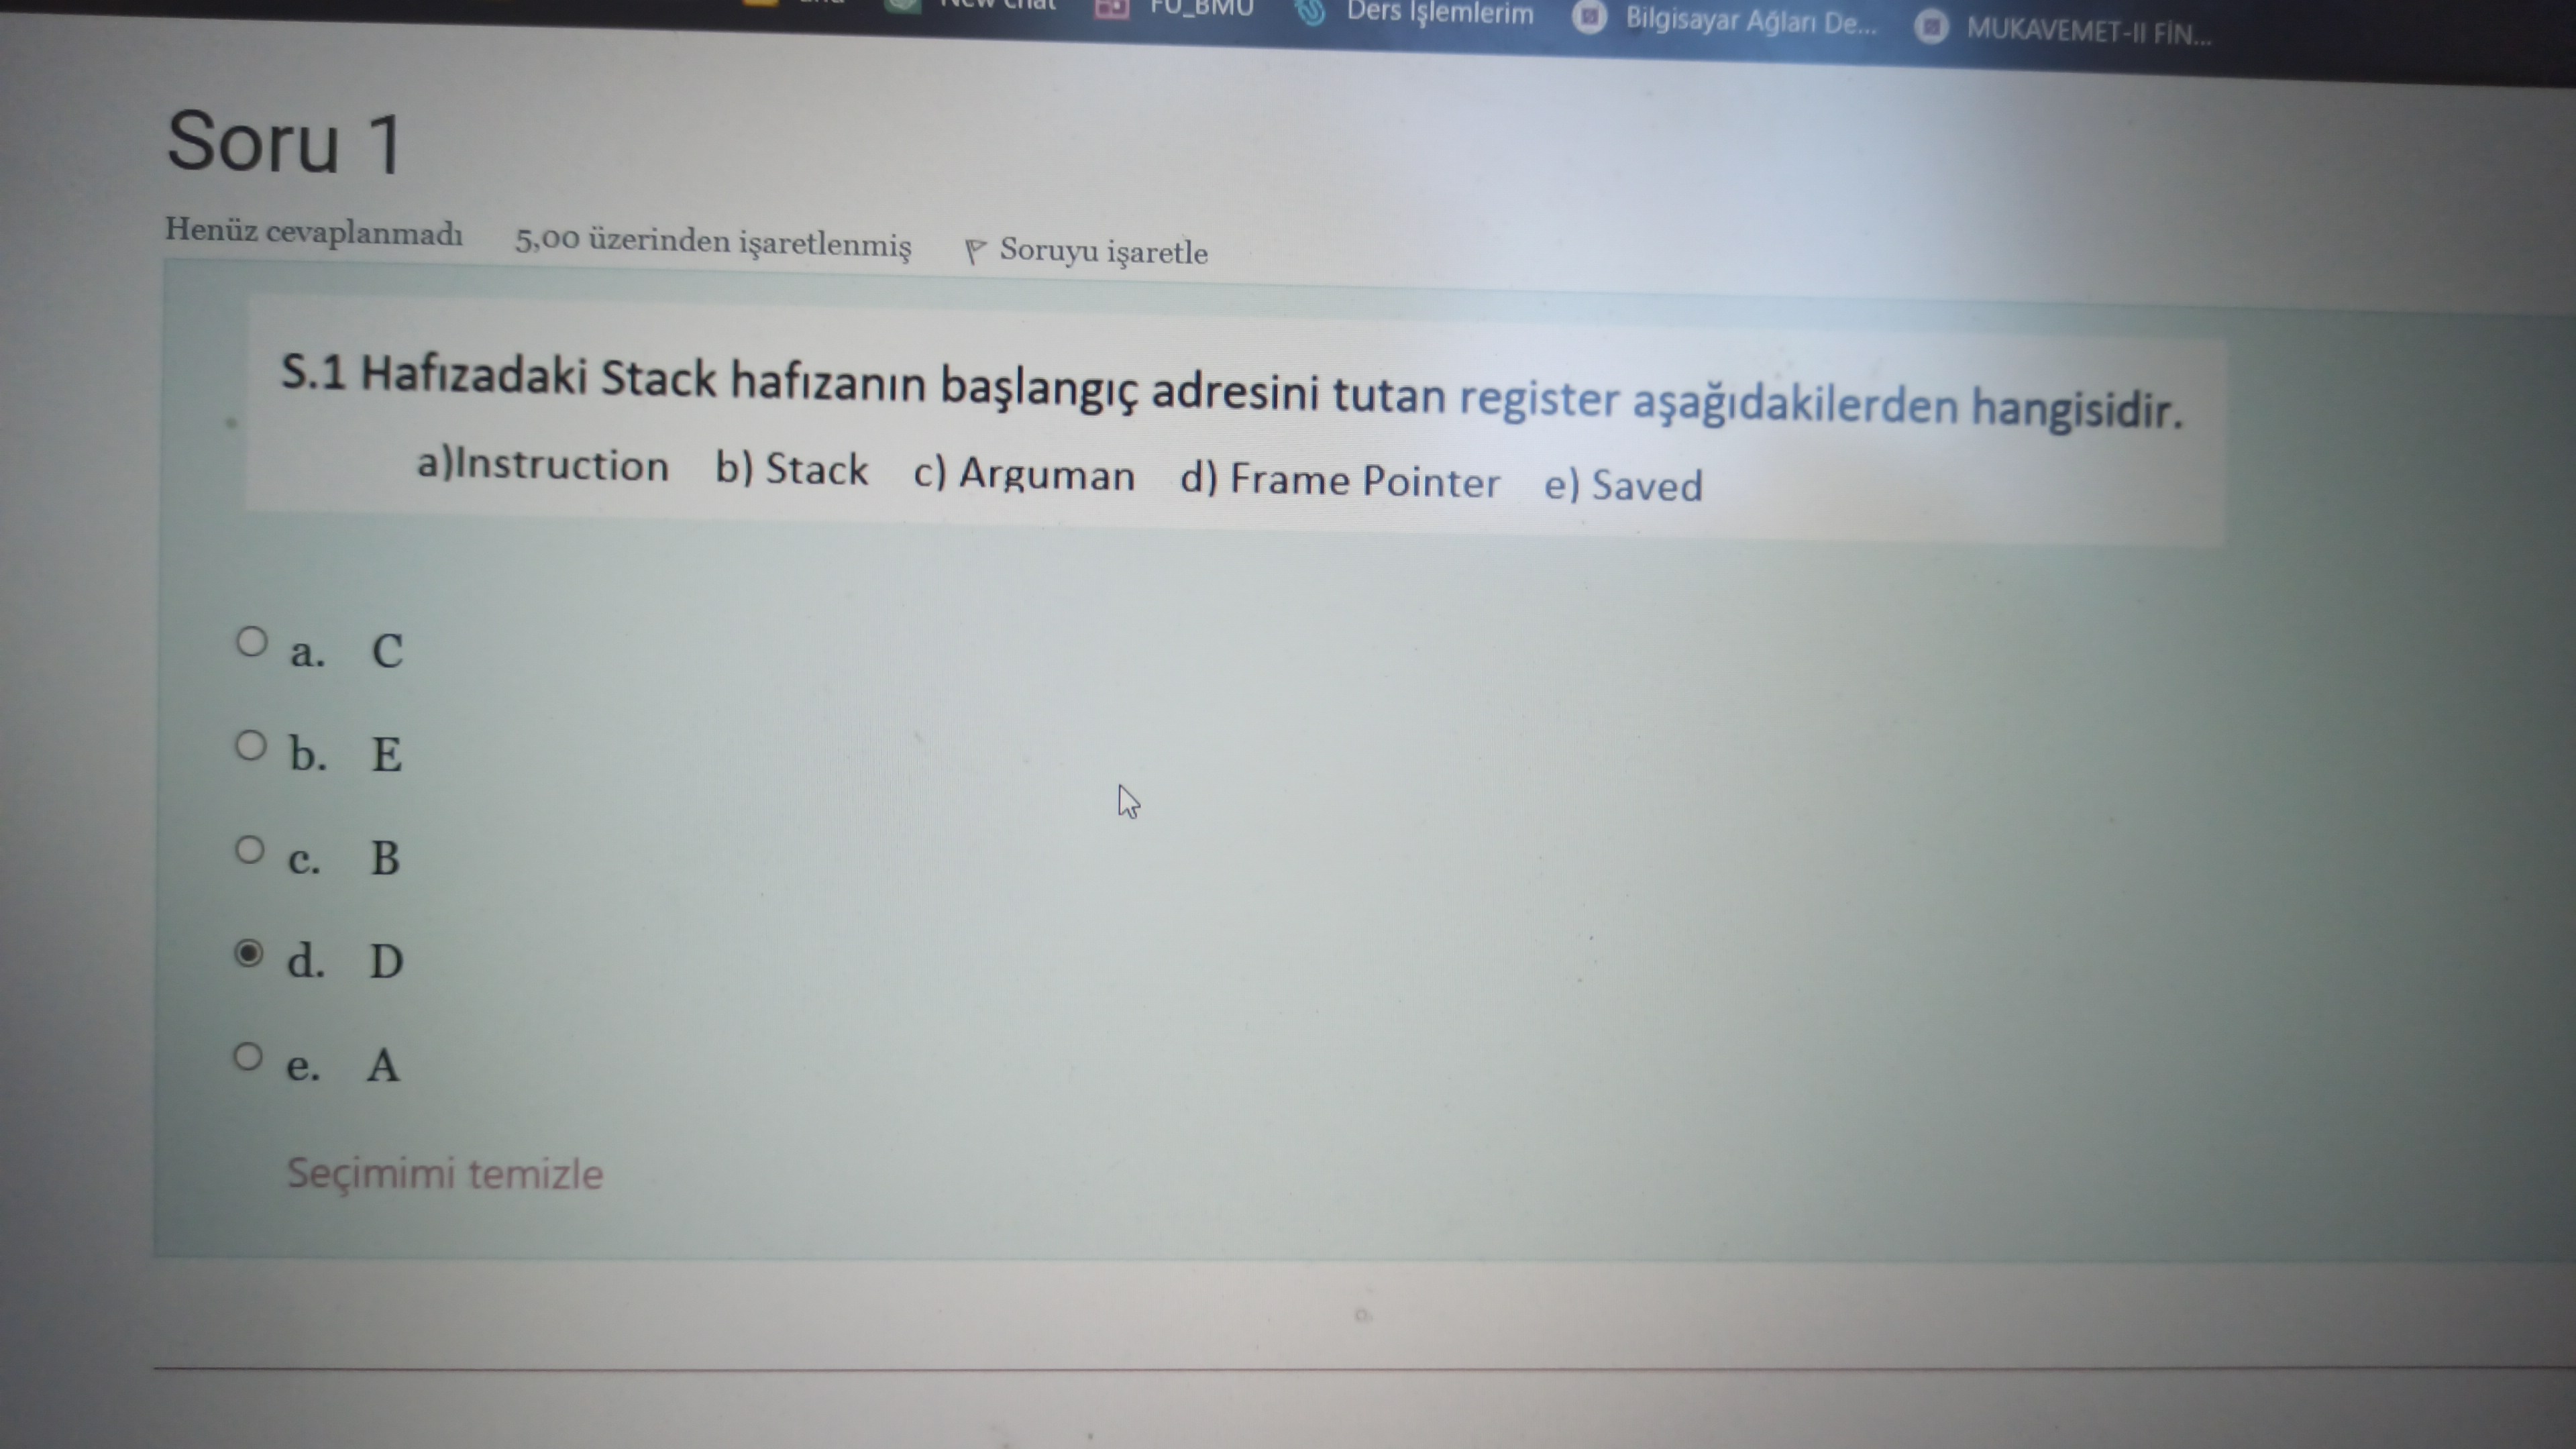 New chat FU_BMÜ Ders İşlemlerim Bilgisayar Ağları De... MUKAVEMET-II FİN...
Soru 1
Henüz cevaplanmadı 5,00 üzerinden işaretlenmiş Soruyu işaretle
S.1 Hafızadaki Stack hafızanın başlangıç adresini tutan register aşağıdakilerden hangisidir.
a)Instruction b) Stack c) Arguman d) Frame Pointer e) Saved
a. C
b. E
c. B
d. D
e. A
Seçimimi temizle